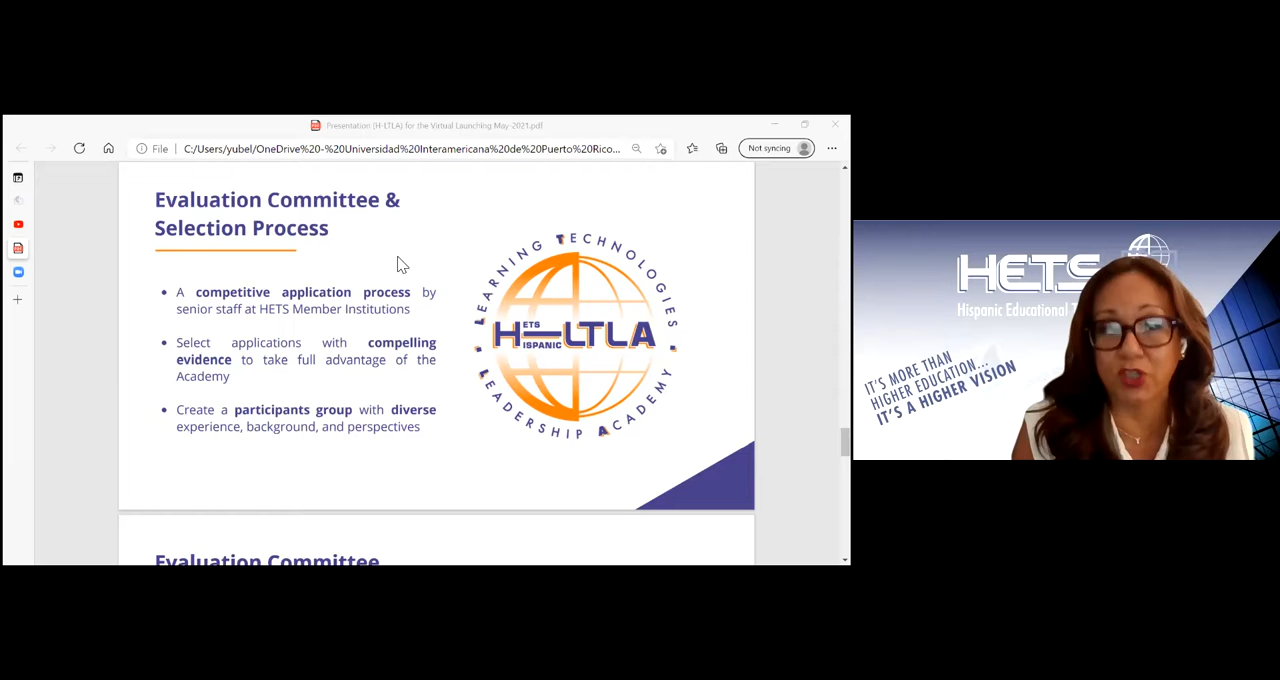 Presentation (H-LTLA) for the Virtual Launching May-2021.pdf
File
C:/Users/yubel/OneDrive%20-%20Universidad%20Interamericana%20de%20Puerto%20Rico...
Not syncing
Evaluation Committee &
Selection Process
• A competitive application process by
senior staff at HETS Member Institutions
• Select applications with compelling
evidence to take full advantage of the
Academy
• Create a participants group with diverse
experience, background, and perspectives
LEARNING TECHNOLOGIES
H-LTLA
ETS
ISPANIC
LEADERSHIP ACADEMY
Evaluation Committee
HETS
Hispanic Educational T
IT'S MORE THAN
HIGHER EDUCATION...
IT'S A HIGHER VISION